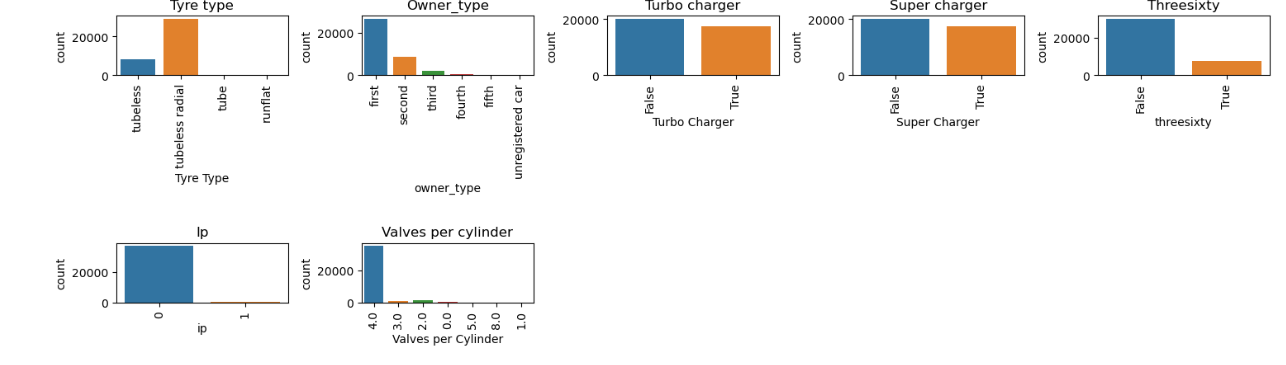 Tyre type
count
20000
0
tubeless
tubeless radial
tube
runflat
Tyre Type
Owner_type
count
20000
0
first
second
third
fourth
fifth
unregistered car
owner_type
Turbo charger
count
20000
0
False
True
Turbo Charger
Super charger
count
20000
0
False
True
Super Charger
Threesixty
count
20000
0
False
True
threesixty
Ip
count
20000
0
0
1
ip
Valves per cylinder
count
20000
0
4.0
3.0
2.0
0.0
5.0
8.0
1.0
Valves per Cylinder